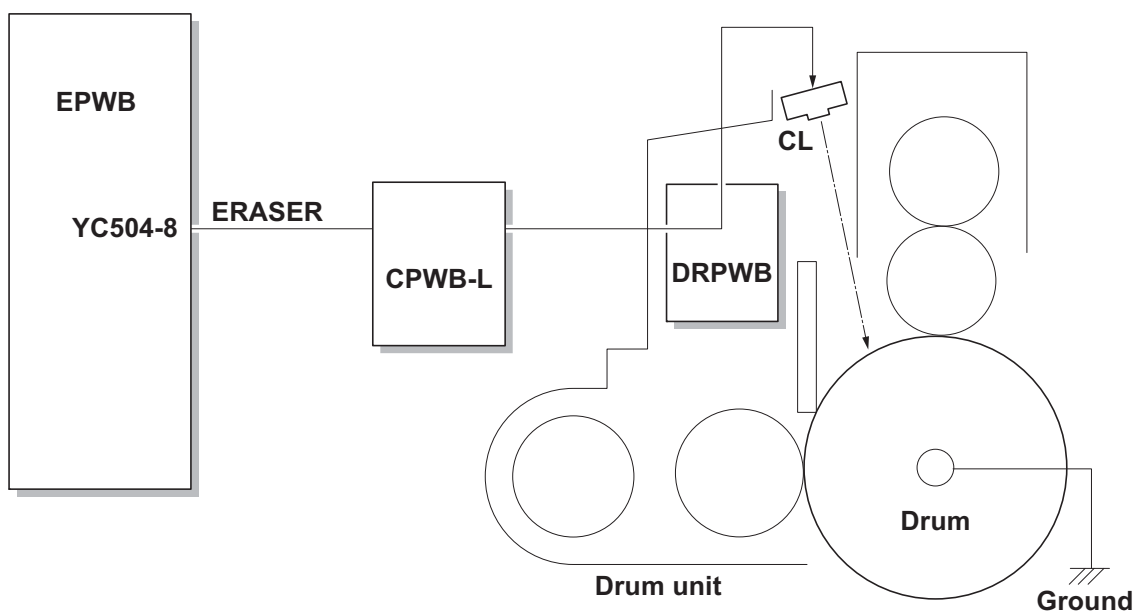 EPWB
CL
YC504-8
ERASER
CPWB-L
DRPWB
Drum
Drum unit
Ground